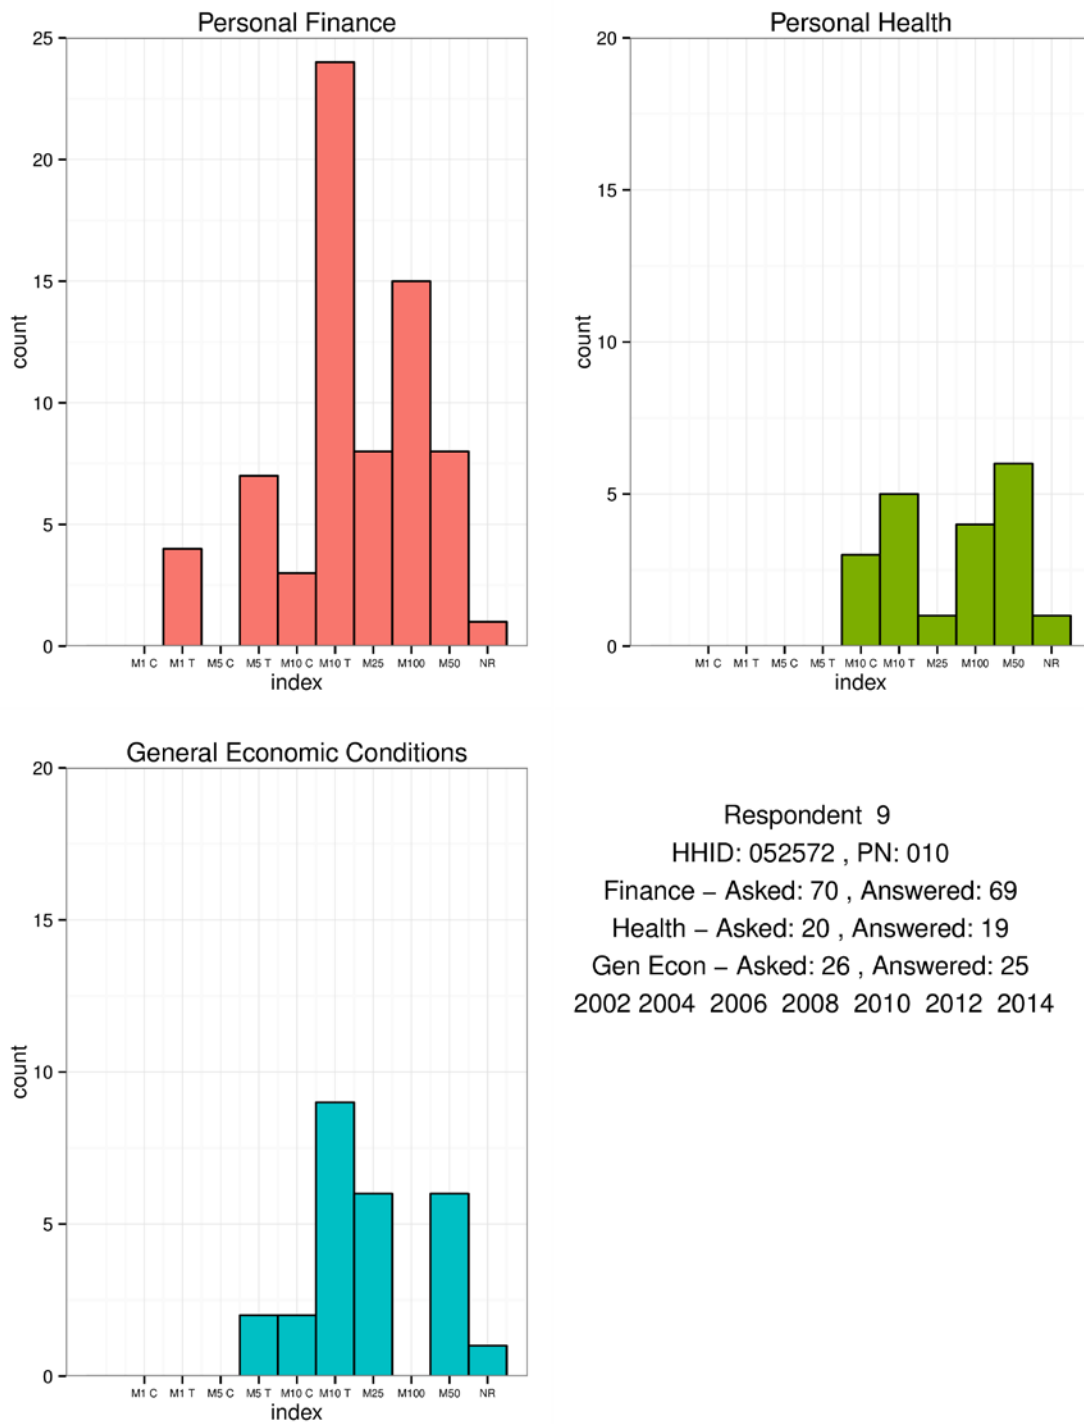 Personal Finance
25
20
15
10
5
0
count
M1 C M1 T M5 C M5 T M10 C M10 T M25 M100 M50 NR
index
Personal Health
20
15
10
5
0
count
M1 C M1 T M5 C M5 T M10 C M10 T M25 M100 M50 NR
index
General Economic Conditions
20
15
10
5
0
count
M1 C M1 T M5 C M5 T M10 C M10 T M25 M100 M50 NR
index
Respondent 9
HHID: 052572 , PN: 010
Finance – Asked: 70 , Answered: 69
Health – Asked: 20 , Answered: 19
Gen Econ – Asked: 26 , Answered: 25
2002 2004 2006 2008 2010 2012 2014